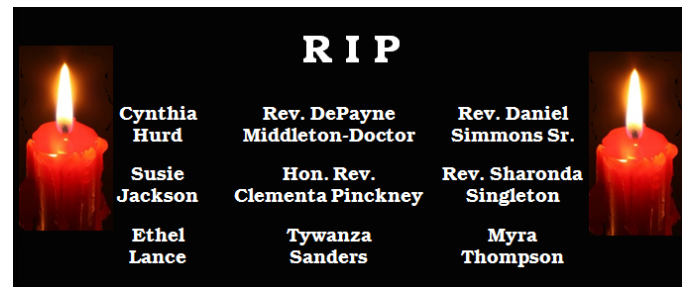 R I P
Cynthia
Hurd
Rev. DePayne
Middleton-Doctor
Rev. Daniel
Simmons Sr.
Susie
Jackson
Hon. Rev.
Clementa Pinckney
Rev. Sharonda
Singleton
Ethel
Lance
Tywanza
Sanders
Myra
Thompson